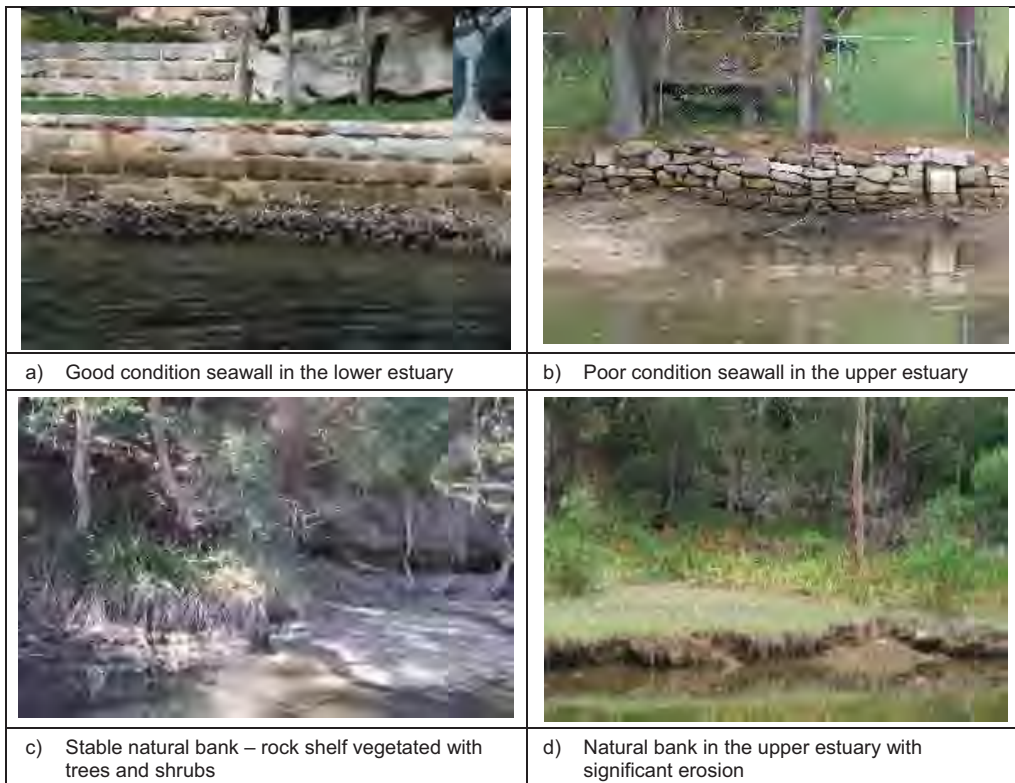 a) Good condition seawall in the lower estuary
b) Poor condition seawall in the upper estuary
c) Stable natural bank – rock shelf vegetated with
trees and shrubs
d) Natural bank in the upper estuary with
significant erosion